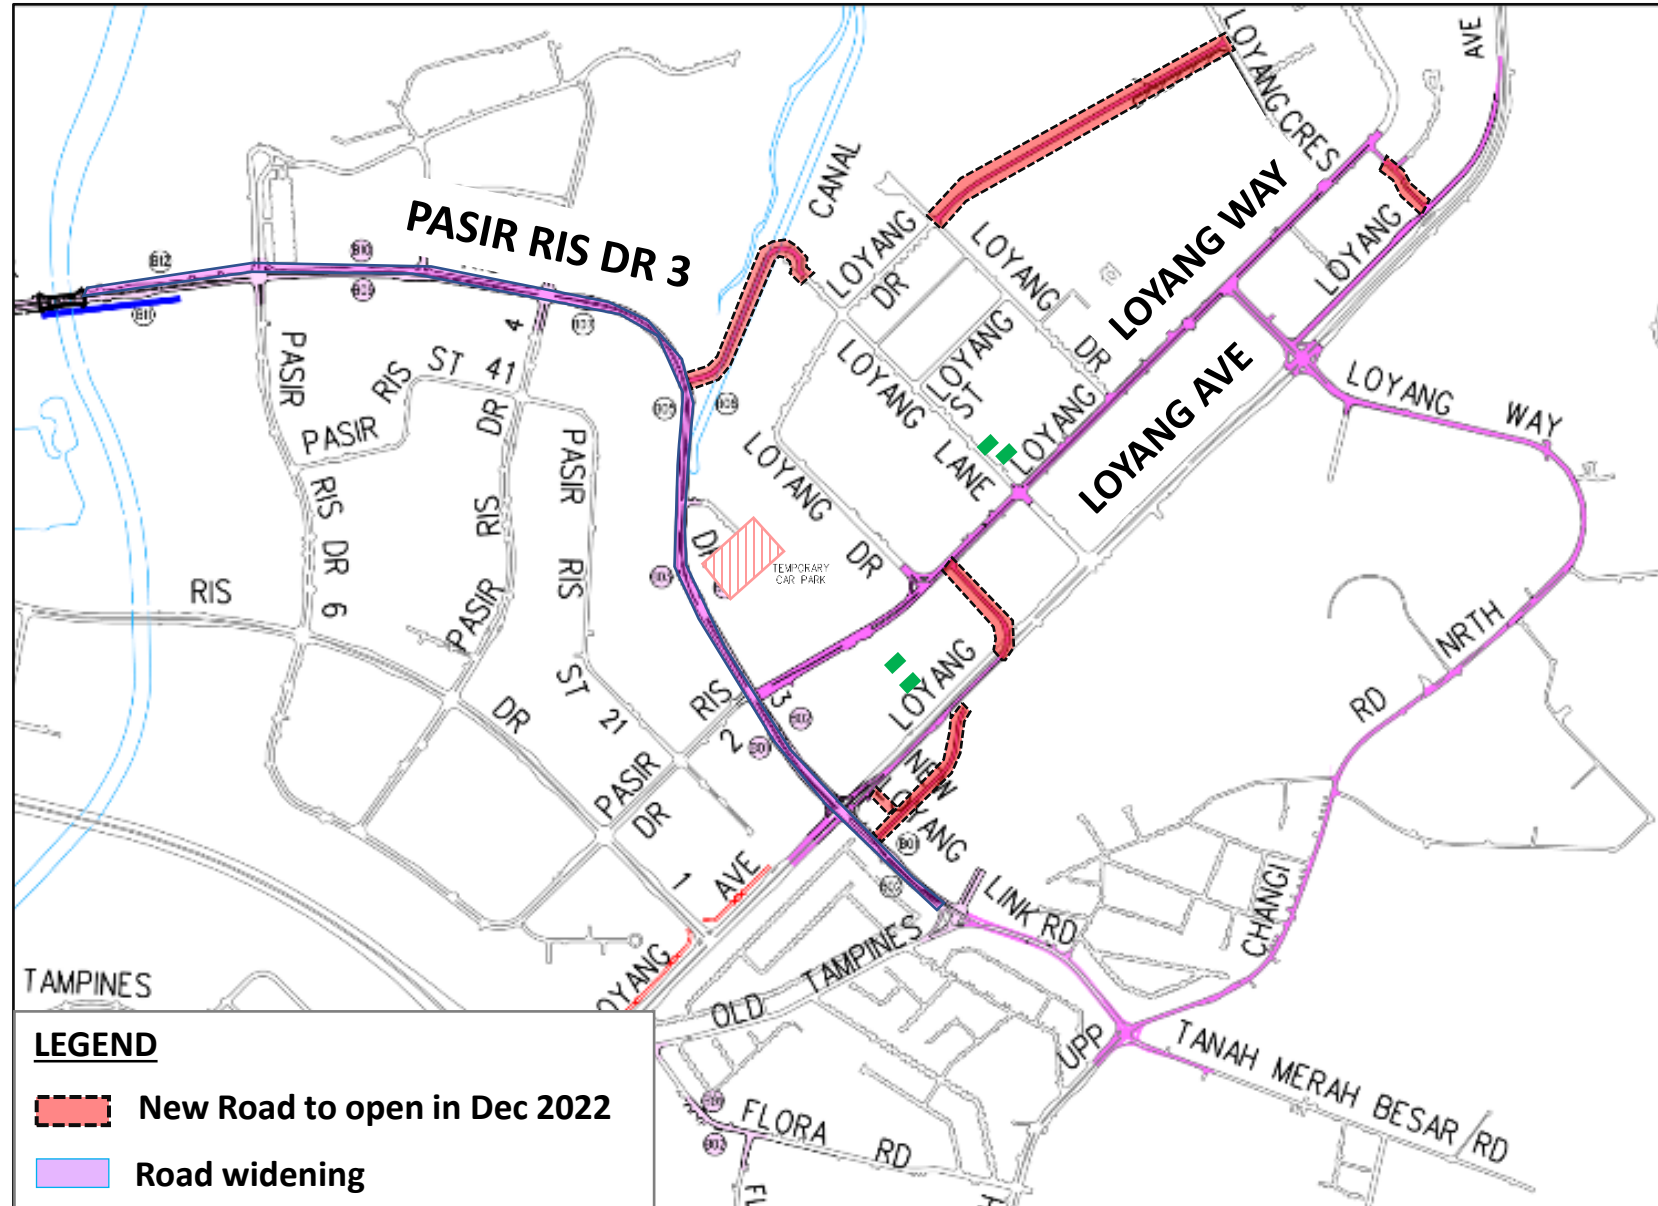 LOYANG CRES
AVE
CANAL
PASIR RIS DR 3
LOYANG
DR
LOYANG
DR
LOYANG WAY
LOYANG
LOYANG AVE
B12
B10
B11
4
PASIR
RIS
ST 41
PASIR
DR
RIS
PASIR
PASIR
RIS
ST
21
RIS DR 6
LOYANG
LANE
LOYANG
ST
LOYANG
LOYANG
DR
TEMPORARY
CAR PARK
LOYANG
WAY
RIS
DR
RIS
2
3
PASIR
DR
1
LOYANG
NEW
LOYANG
LINK RD
AVE
OYANG
NRTH
RD
CHANGI
UPP
TANAH MERAH BESAR RD
OLD
TAMPINES
TAMPINES
FLORA
RD
LEGEND
New Road to open in Dec 2022
Road widening